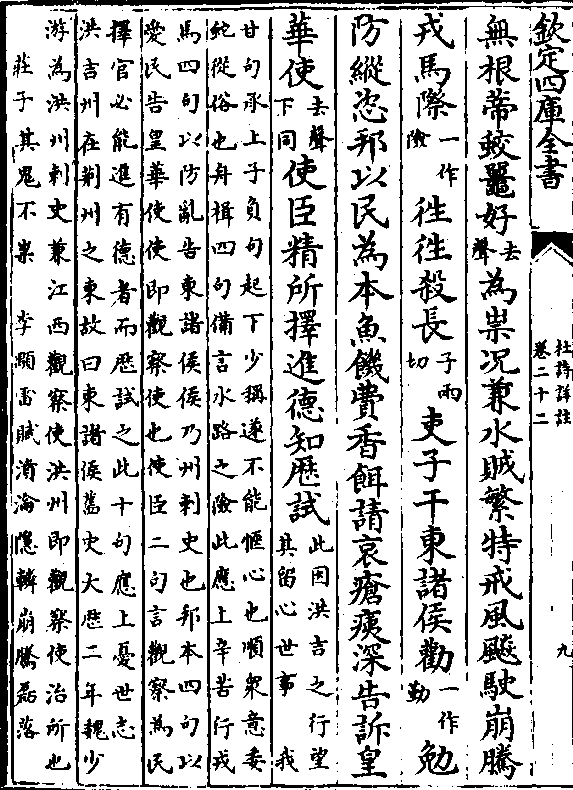 欽定四庫全書
杜詩詳註
卷二十二
九
無根蒂蛟鼉好去聲為祟况兼水賊繁特戒風飈駛崩騰
戎馬際一作險徃徃殺長子兩切吏子干東諸侯勸一作勤勉
防縱恣邦以民為本魚饑費香餌請哀瘡痍深告訴皇
華使去聲下同使臣精所擇進德知歷試此因洪吉之行望其留心世事 我
甘句承上子負句起下少稱遂不能愜心也順衆意委
蛇從俗也舟楫四句備言水路之險此應上辛苦行戎
馬四句以防亂告東諸侯侯乃州刺史也邦本四句以
愛民告皇華使使即觀察使也使臣二句言觀察為民
擇官必能進有德者而歷試之此十句應上憂世志
洪吉州在荆州之東故曰東諸侯舊史大歷二年魏少
游為洪州刺史兼江西觀察使洪州即觀察使治所也
莊子其鬼不祟 李顒雷賦淆淪隱轔崩騰磊落